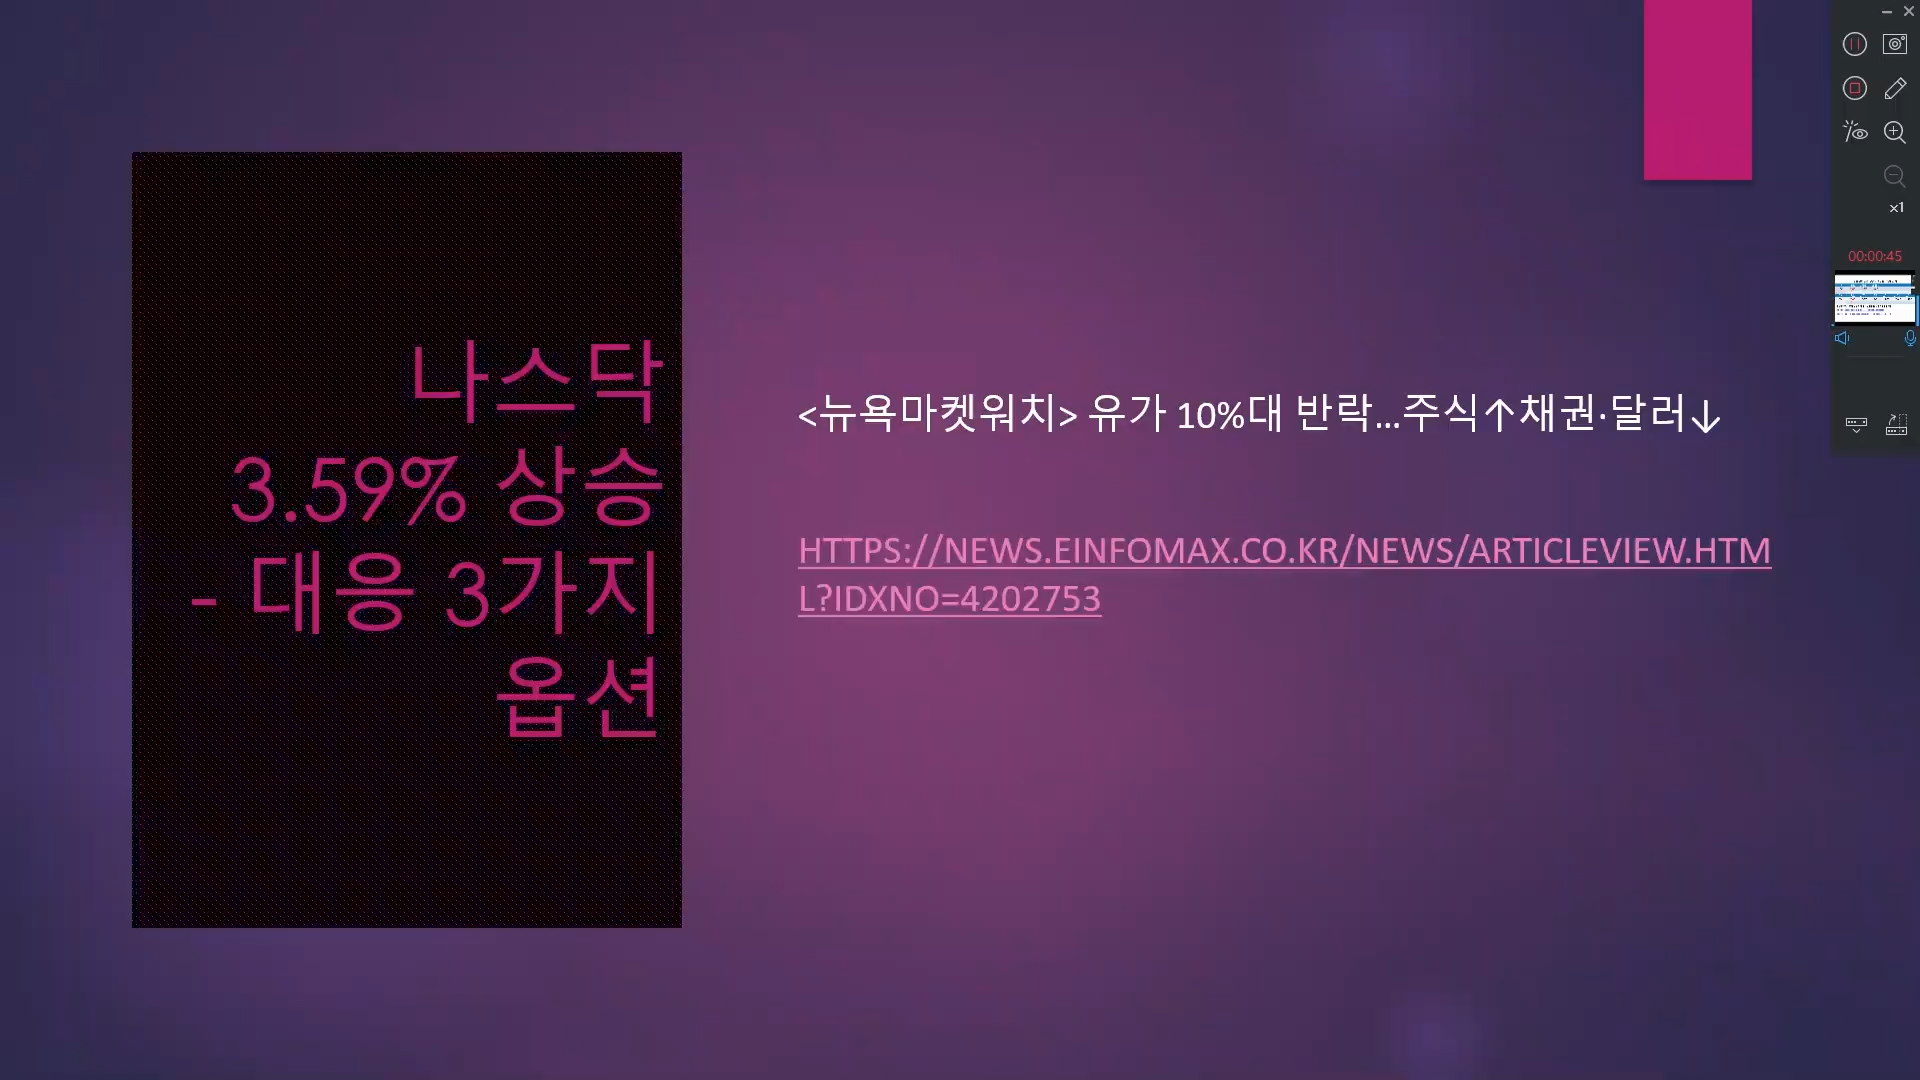 나스닥
3.59% 상승
- 대응 3가지
옵션
<뉴욕마켓워치> 유가 10%대 반락...주식↑채권·달러↓
HTTPS://NEWS.EINFOMAX.CO.KR/NEWS/ARTICLEVIEW.HTM
L?IDXNO=4202753
x1
00:00:45